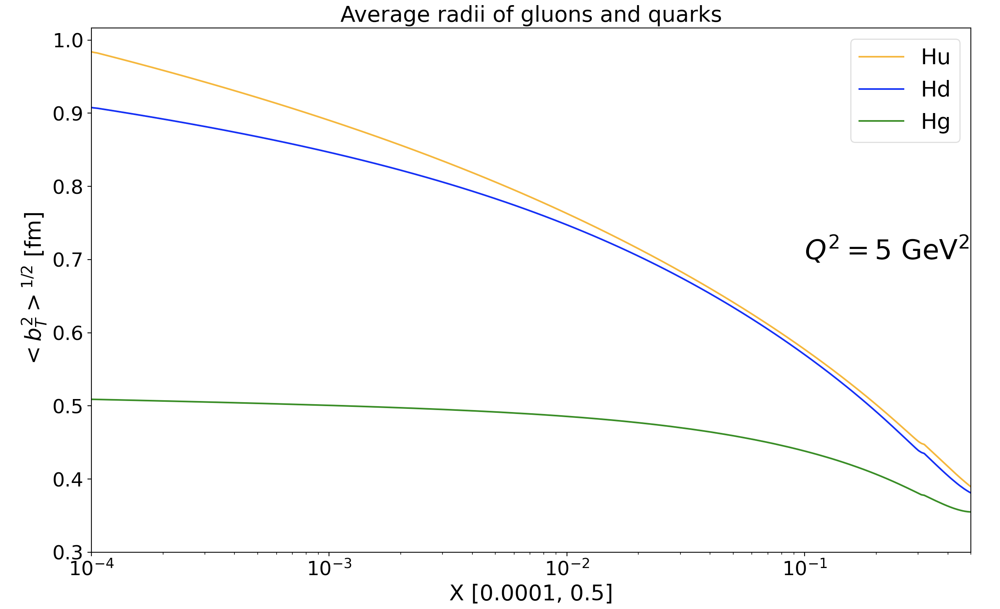 Average radii of gluons and quarks
< b_T^2 >^{1/2} [fm]
1.0
0.9
0.8
0.7
0.6
0.5
0.4
0.3
Hu
Hd
Hg
Q^2 = 5 GeV^2
10^{-4} 10^{-3} 10^{-2} 10^{-1}
X [0.0001, 0.5]